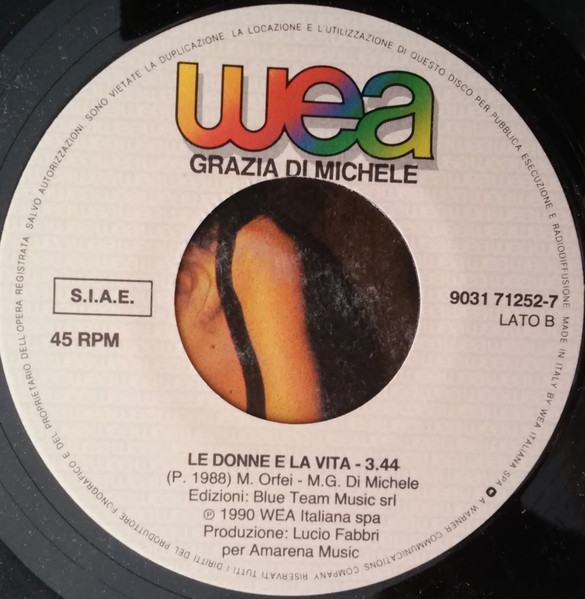 wea
GRAZIA DI MICHELE
S.I.A.E.
45 RPM
9031 71252-7
LATO B
LE DONNE E LA VITA - 3.44
(P. 1988) M. Orfei - M.G. Di Michele
Edizioni: Blue Team Music srl
℗ 1990 WEA Italiana spa
Produzione: Lucio Fabbri
per Amarena Music
TUTTI I DIRITTI DEL PRODUTTORE FONOGRAFICO E DEL PROPRIETARIO DELL'OPERA REGISTRATA SALVO AUTORIZZAZIONI SONO VIETATE LA DUPLICAZIONE. LA LOCAZIONE E L'UTILIZZAZIONE DI QUESTO DISCO PER PUBBLICA ESECUZIONE E RADIODIFFUSIONE. MADE IN ITALY BY WEA ITALIANA SPA A WARNER COMMUNICATIONS COMPANY RISERVATI